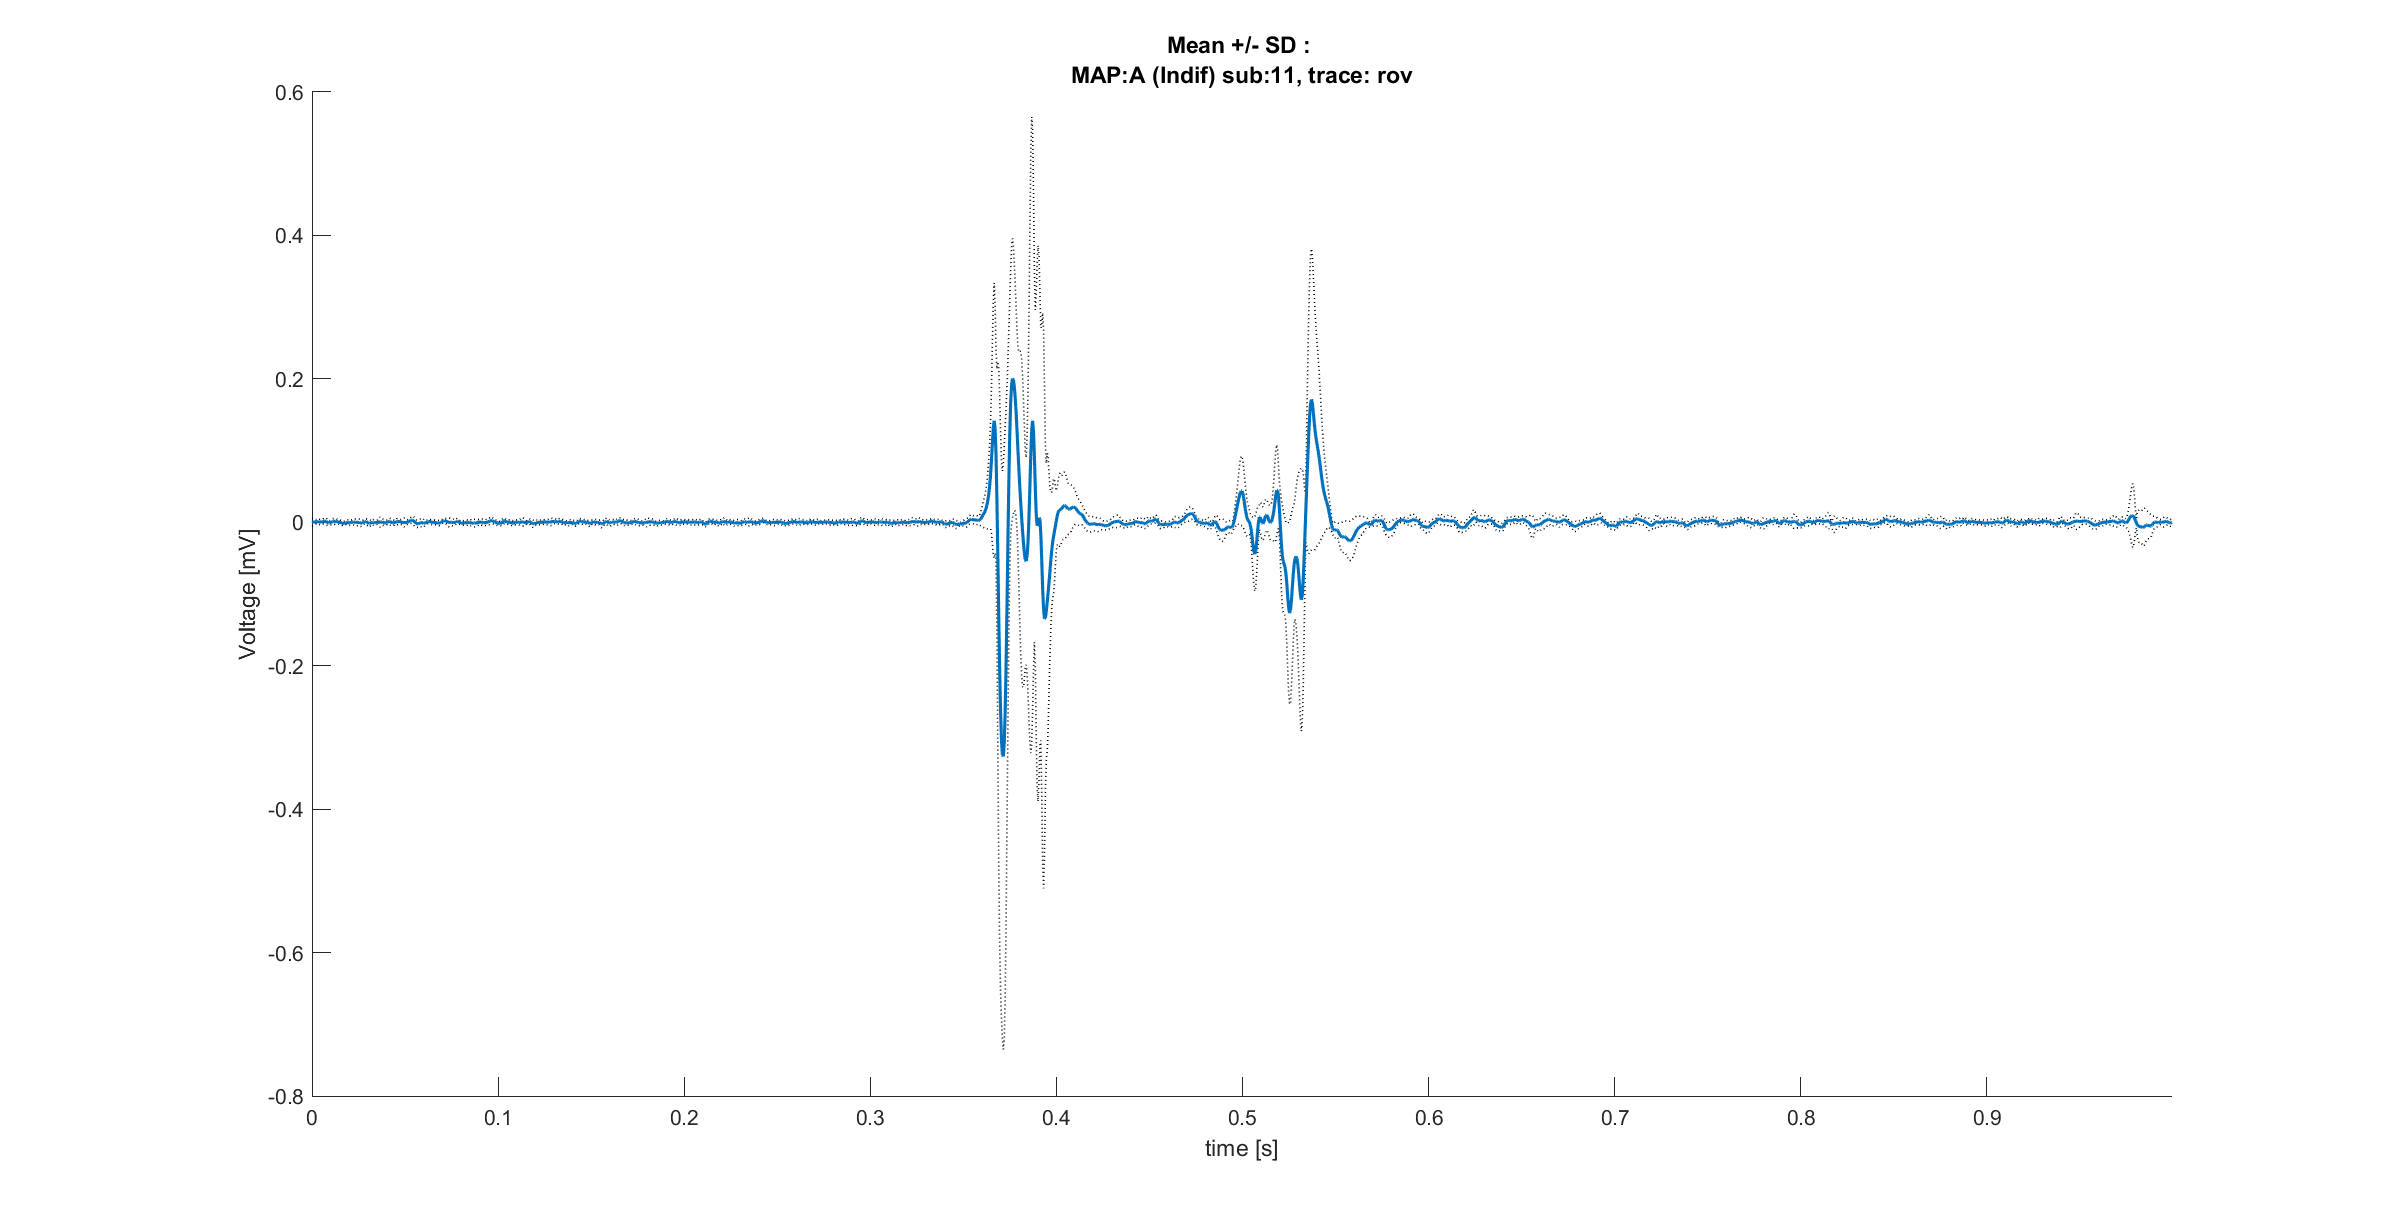 Mean +/- SD :
MAP:A (Indif) sub:11, trace: rov
0.6
0.4
0.2
0
-0.2
-0.4
-0.6
-0.8
Voltage [mV]
0 0.1 0.2 0.3 0.4 0.5 0.6 0.7 0.8 0.9
time [s]